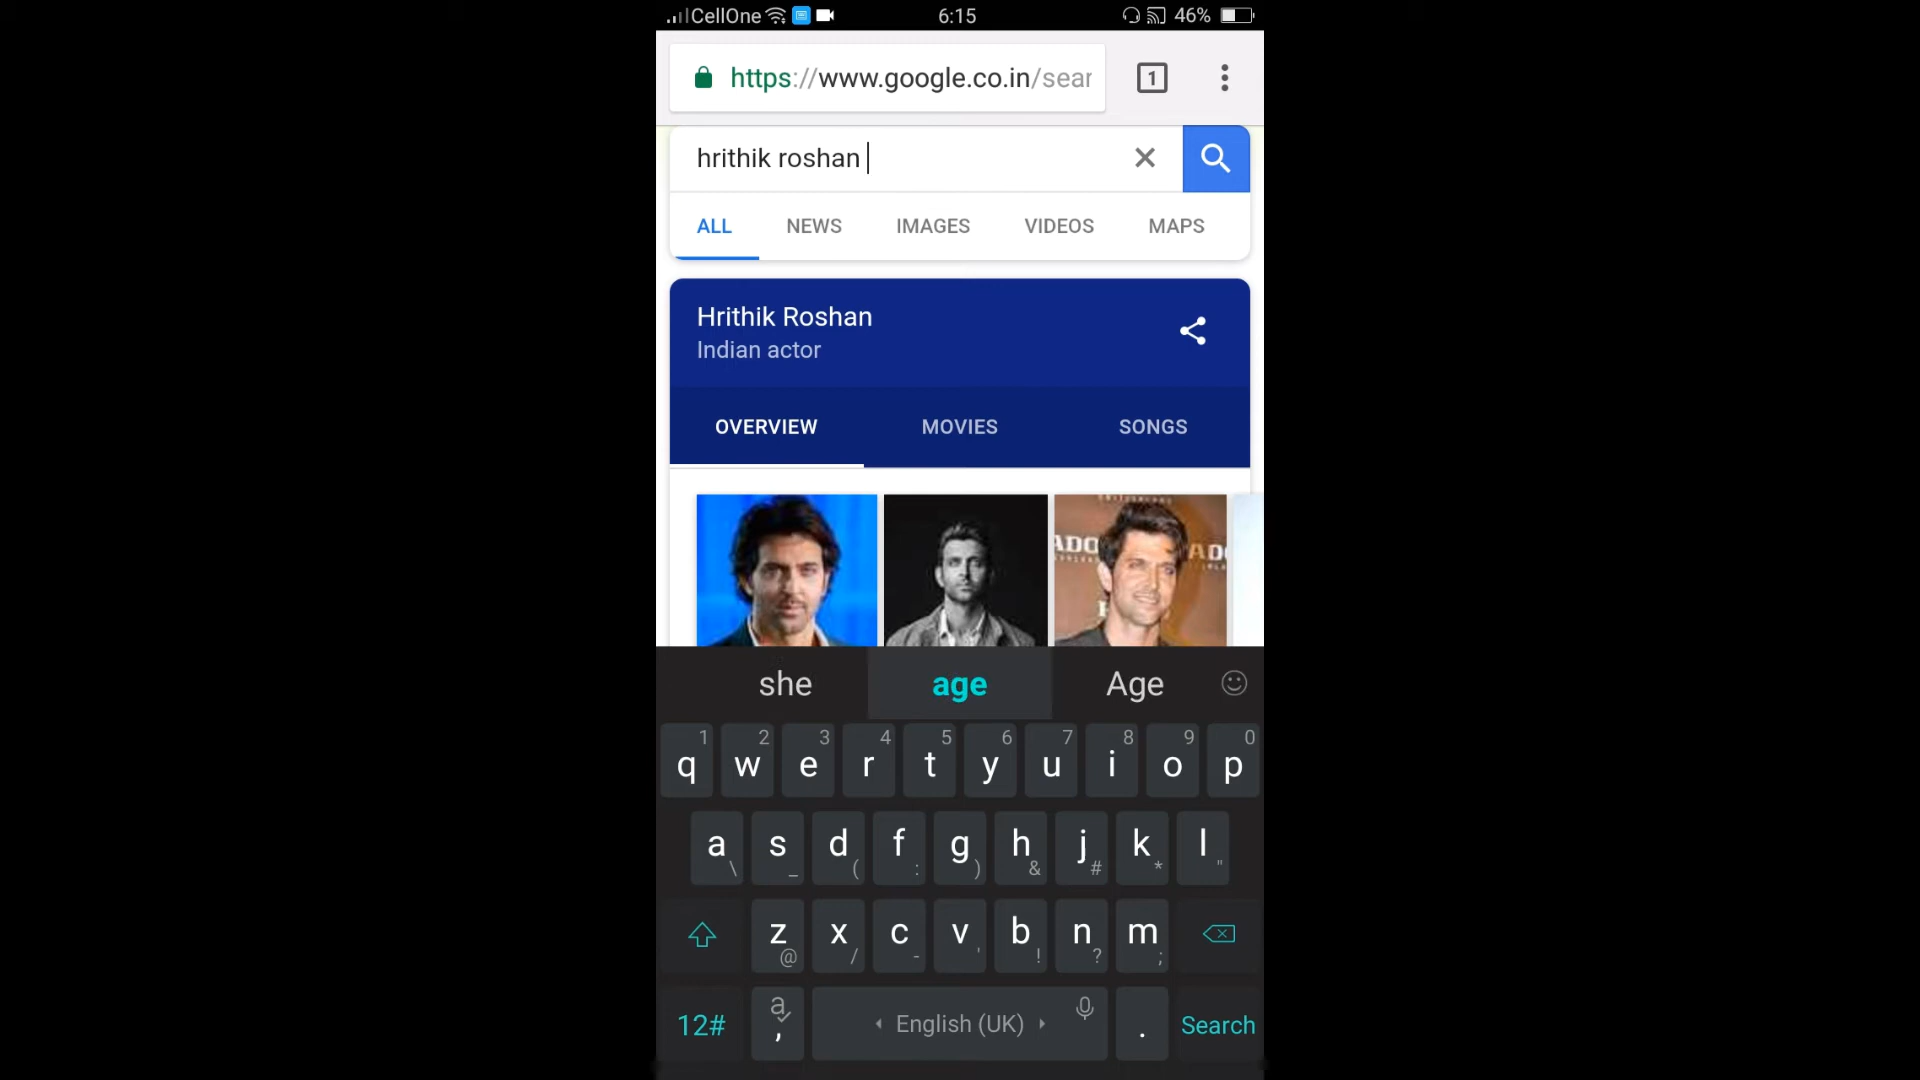 CellOne 6:15 46%
https://www.google.co.in/sear 1
hrithik roshan
ALL NEWS IMAGES VIDEOS MAPS
Hrithik Roshan
Indian actor
OVERVIEW MOVIES SONGS
she age Age
1 2 3 4 5 6 7 8 9 0
q w e r t y u i o p
a s d f g h j k l
\ _ ( : ) & # * "
z x c v b n m
@ / - ' ! ? ;
12# a , English (UK) . Search